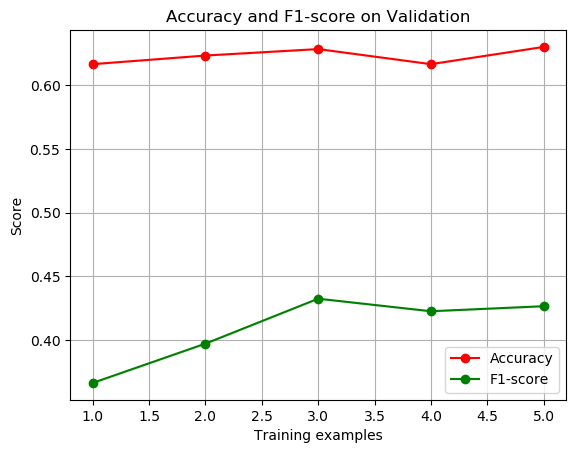 Accuracy and F1-score on Validation
Score
0.60
0.55
0.50
0.45
0.40
Accuracy
F1-score
1.0 1.5 2.0 2.5 3.0 3.5 4.0 4.5 5.0
Training examples